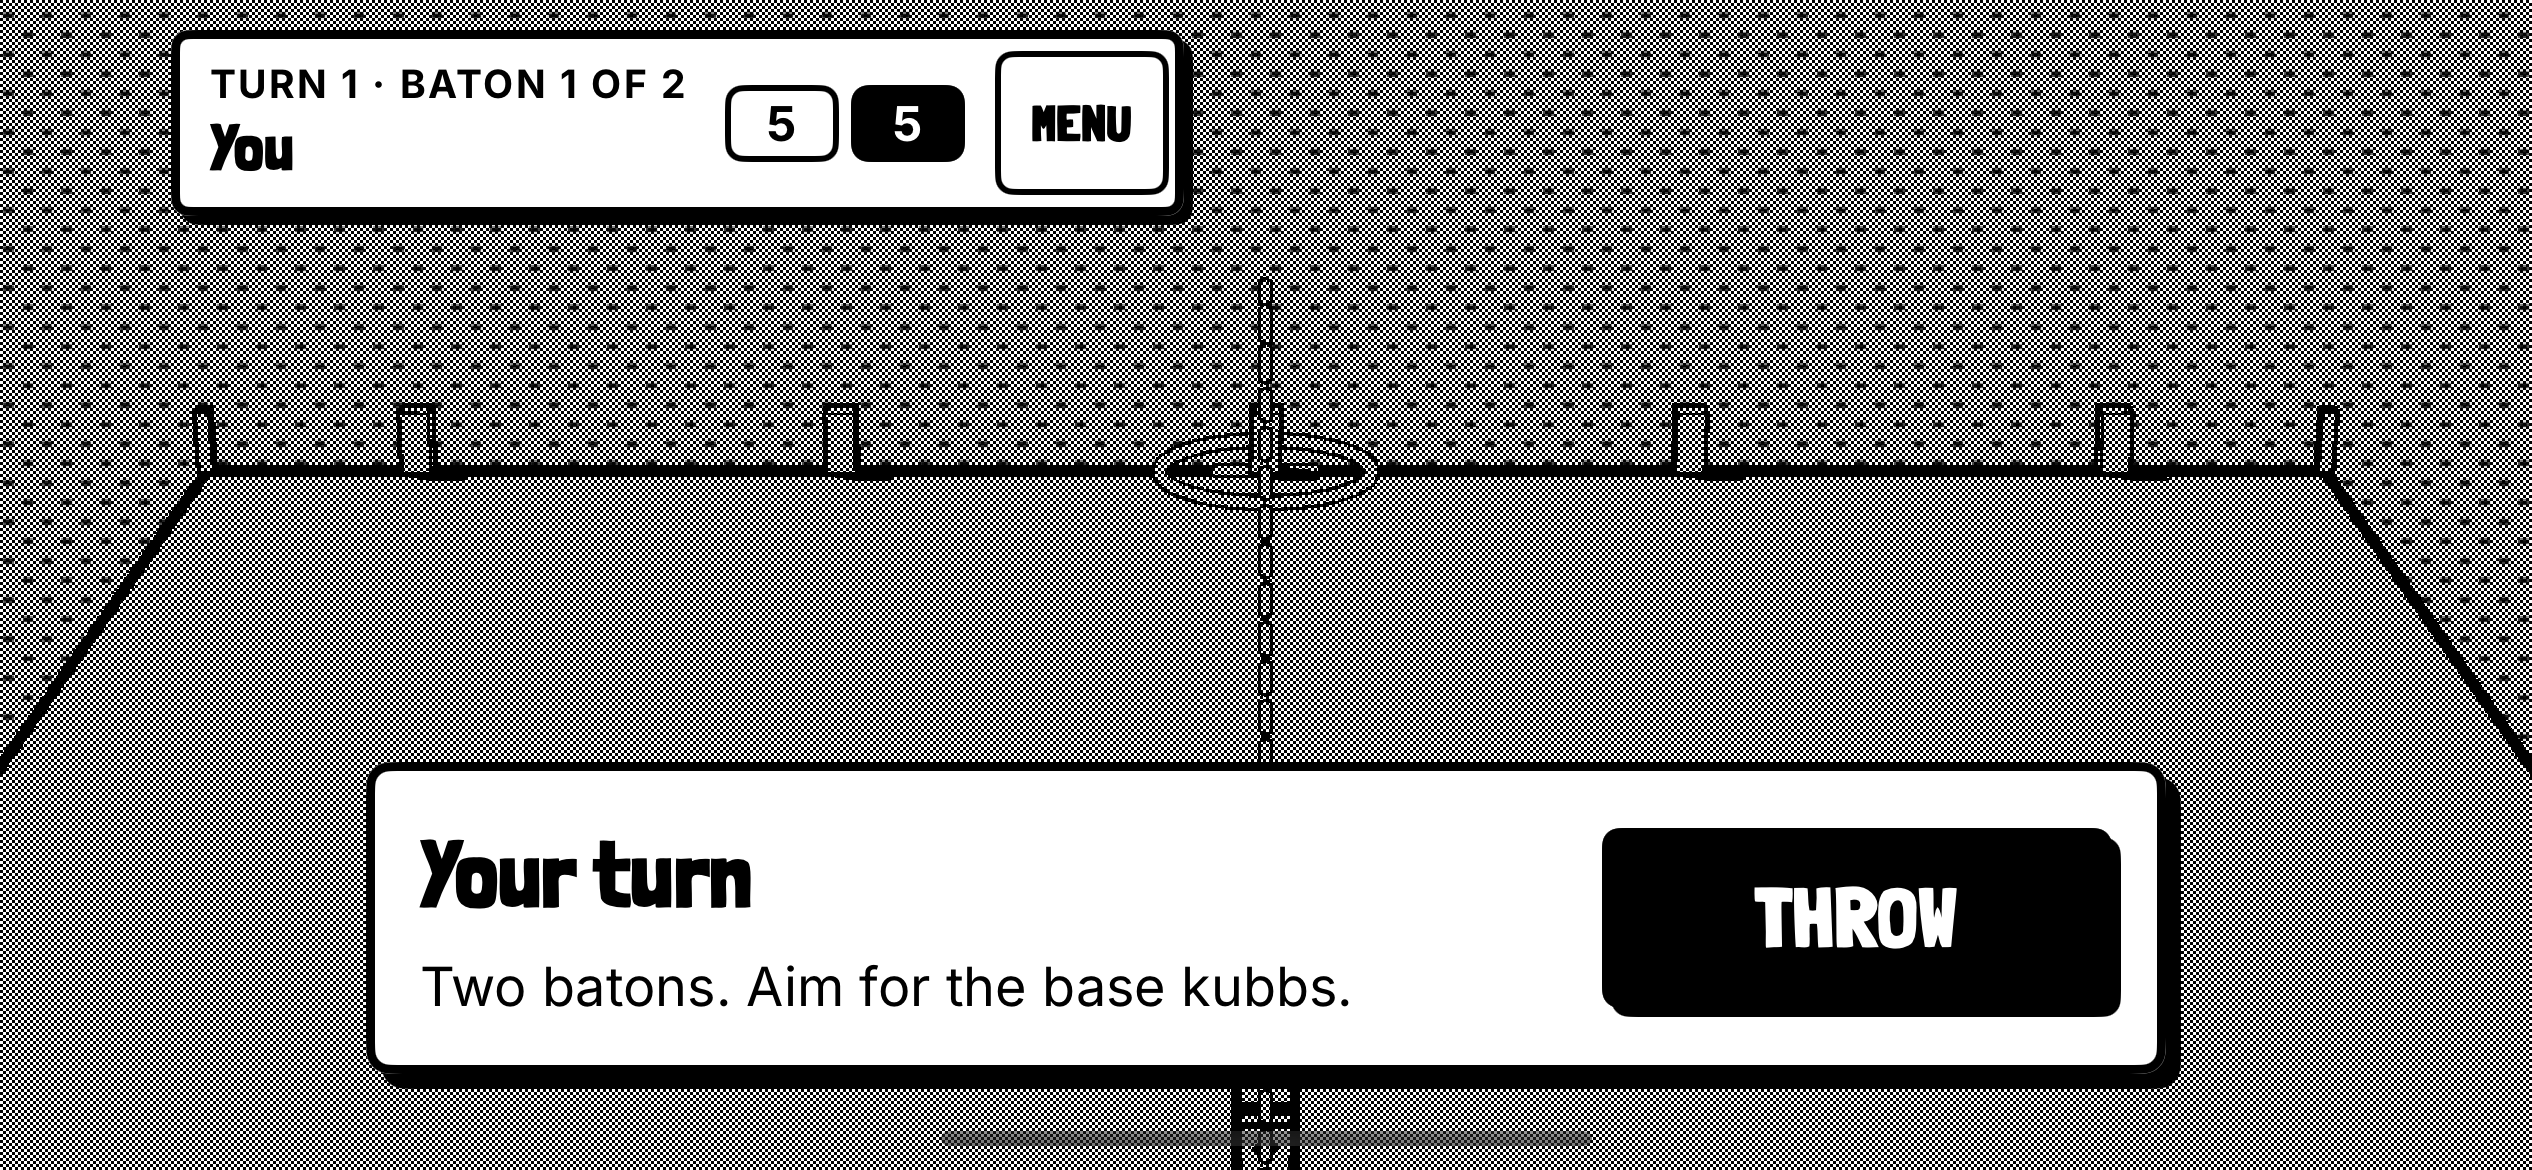 TURN 1 · BATON 1 OF 2
You
5 5
MENU
Your turn
Two batons. Aim for the base kubbs.
THROW